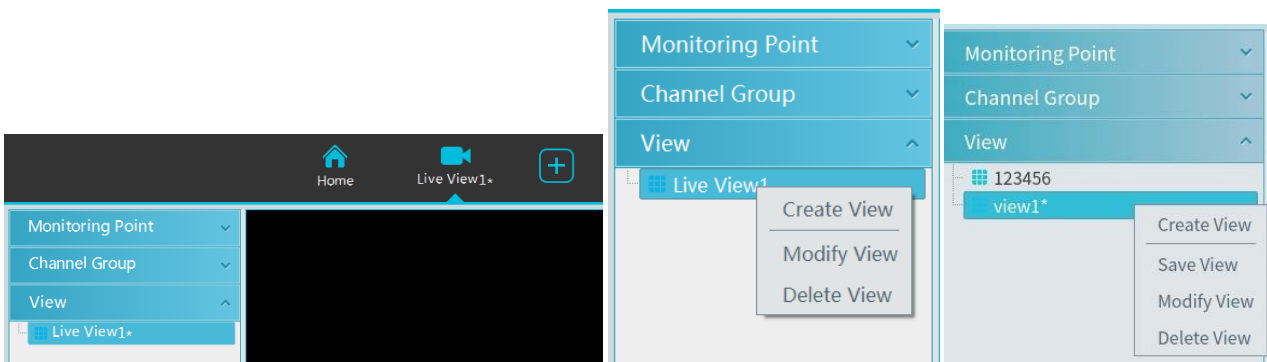 Home
Live View1*
Monitoring Point
Channel Group
View
Live View1*
Monitoring Point
Channel Group
View
Live View1
Create View
Modify View
Delete View
Monitoring Point
Channel Group
View
123456
view1*
Create View
Save View
Modify View
Delete View